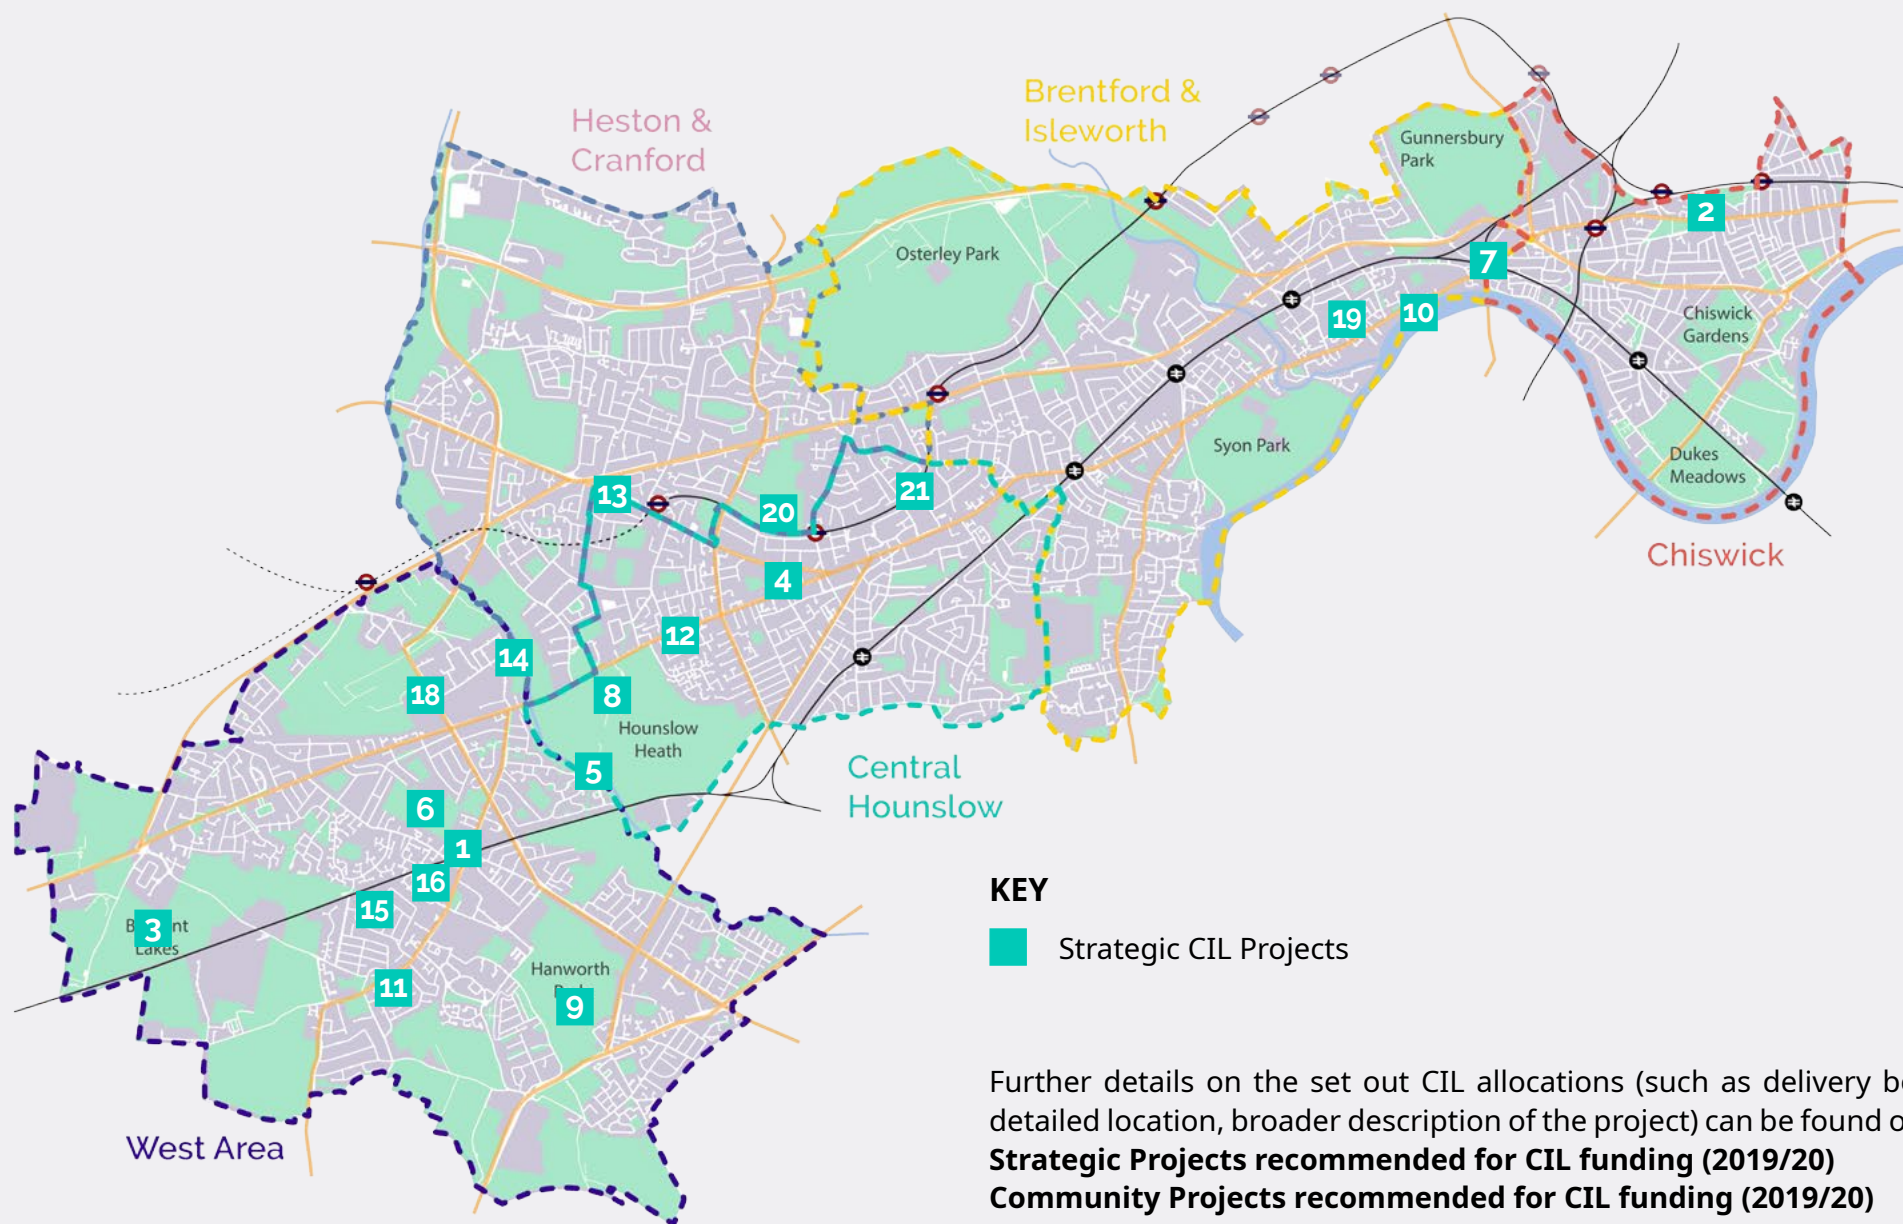 Heston &
Cranford
Brentford &
Isleworth
Gunnersbury
Park
2
Osterley Park
7
19
10
Chiswick
Gardens
Syon Park
Dukes
Meadows
13
20
21
Chiswick
4
12
14
18
8
Hounslow
Heath
5
Central
Hounslow
6
1
16
15
3
Lakes
11
Hanworth
9
West Area
KEY
Strategic CIL Projects
Further details on the set out CIL allocations (such as delivery
detailed location, broader description of the project) can be found
Strategic Projects recommended for CIL funding (2019/20)
Community Projects recommended for CIL funding (2019/20)